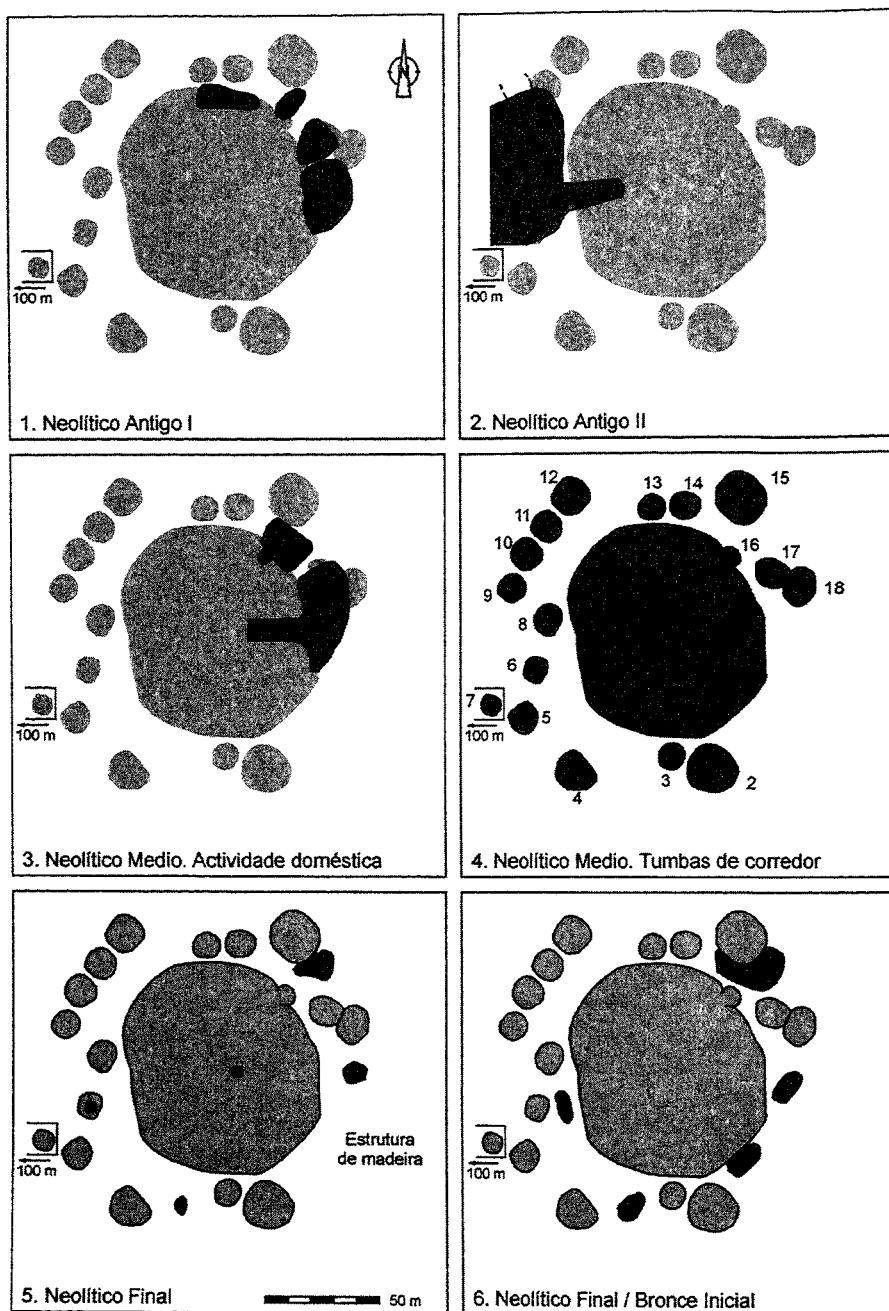 N
100 m
1. Neolítico Antigo I
100 m
2. Neolítico Antigo II
100 m
3. Neolítico Medio. Actividade doméstica
12
13
14
15
11
10
16
17
9
18
8
6
7
5
100 m
3
2
4
4. Neolítico Medio. Tumbas de corredor
Estrutura
de madeira
100 m
5. Neolítico Final
50 m
100 m
6. Neolítico Final / Bronce Inicial